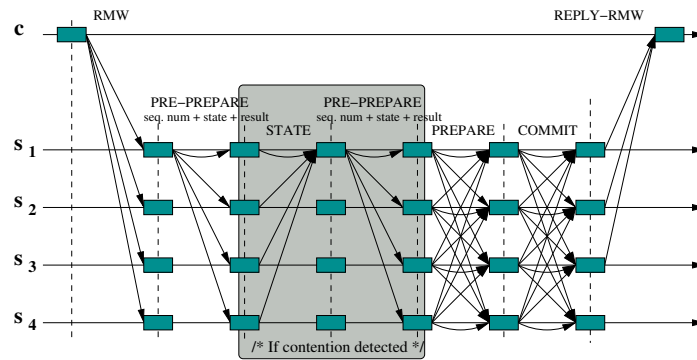 RMW
REPLY-RMW
c
PRE-PREPARE
seq. num + state + result
PRE-PREPARE
seq. num + state + result
STATE
PREPARE
COMMIT
s 1
s 2
s 3
s 4
/* If contention detected */